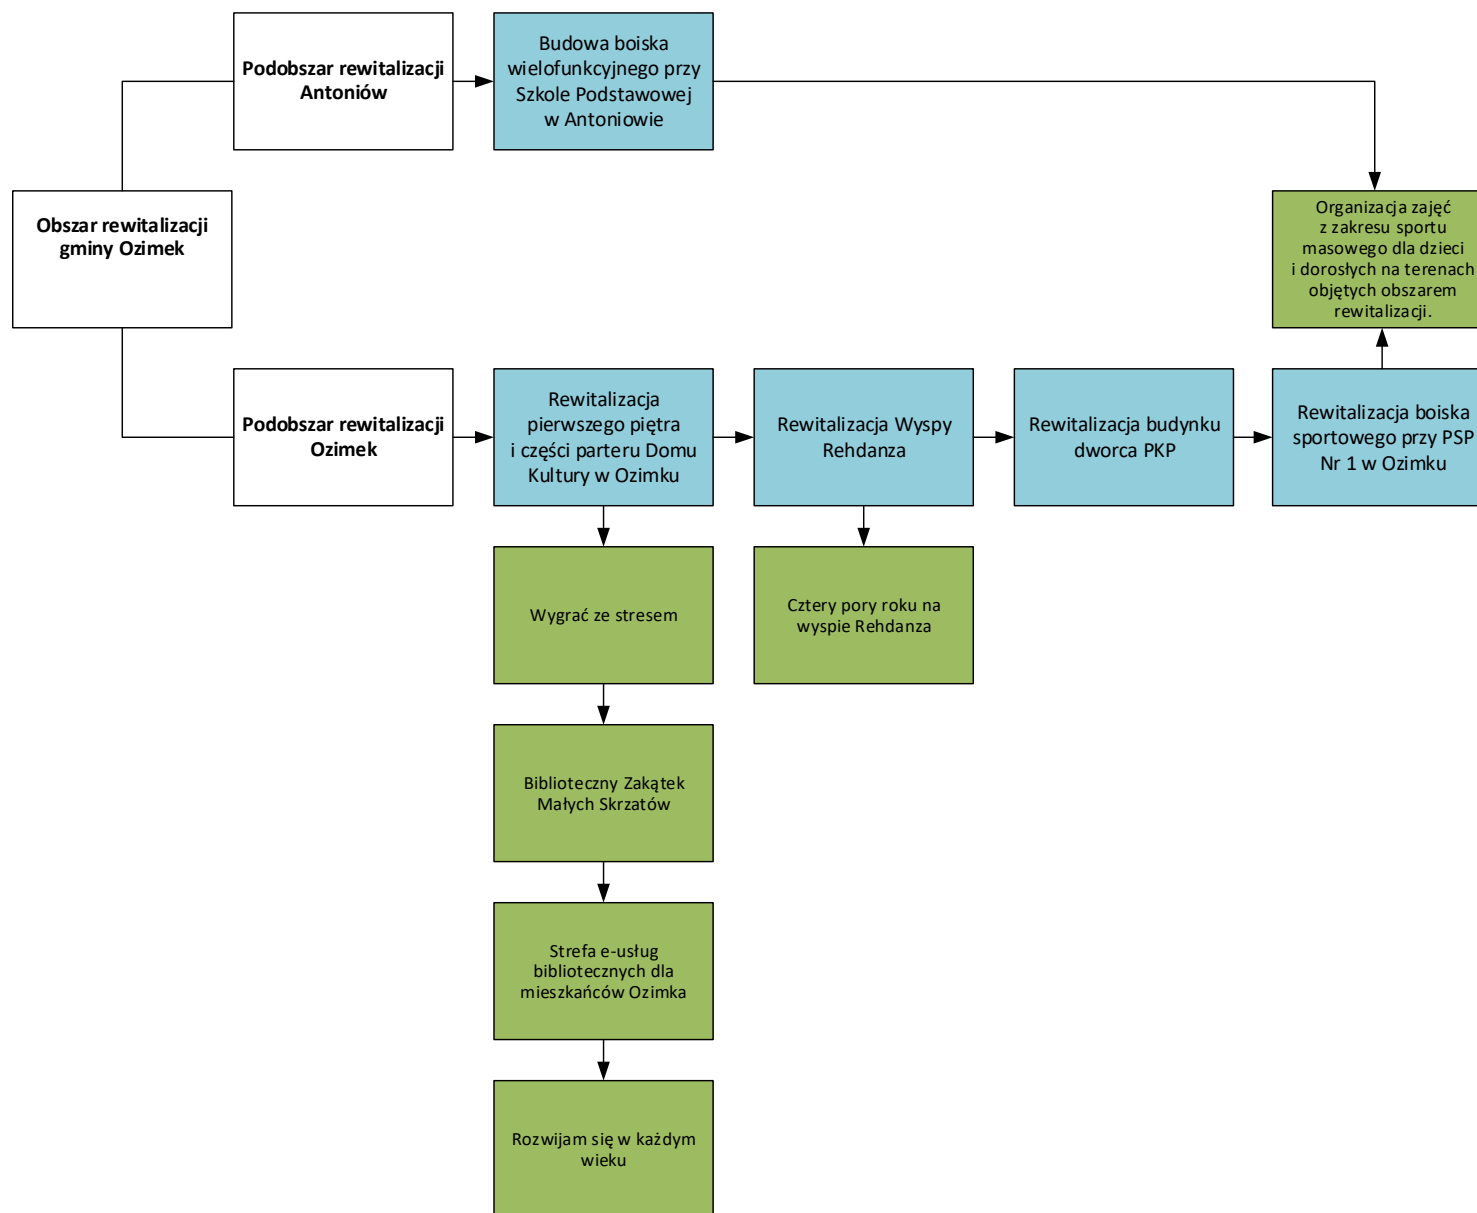 Podobszar rewitalizacji
Antoniów
Budowa boiska
wielofunkcyjnego przy
Szkole Podstawowej
w Antoniowie
Obszar rewitalizacji
gminy Ozimek
Organizacja zajęć
z zakresu sportu
masowego dla dzieci
i dorosłych na terenach
objętych obszarem
rewitalizacji.
Podobszar rewitalizacji
Ozimek
Rewitalizacja
pierwszego piętra
i części parteru Domu
Kultury w Ozimku
Rewitalizacja Wyspy
Rehdanza
Rewitalizacja budynku
dworca PKP
Rewitalizacja boiska
sportowego przy PSP
Nr 1 w Ozimku
Wygrać ze stresem
Cztery pory roku na
wyspie Rehdanza
Biblioteczny Zakątek
Małych Skrzatów
Strefa e-usług
bibliotecznych dla
mieszkańców Ozimka
Rozwijam się w każdym
wieku